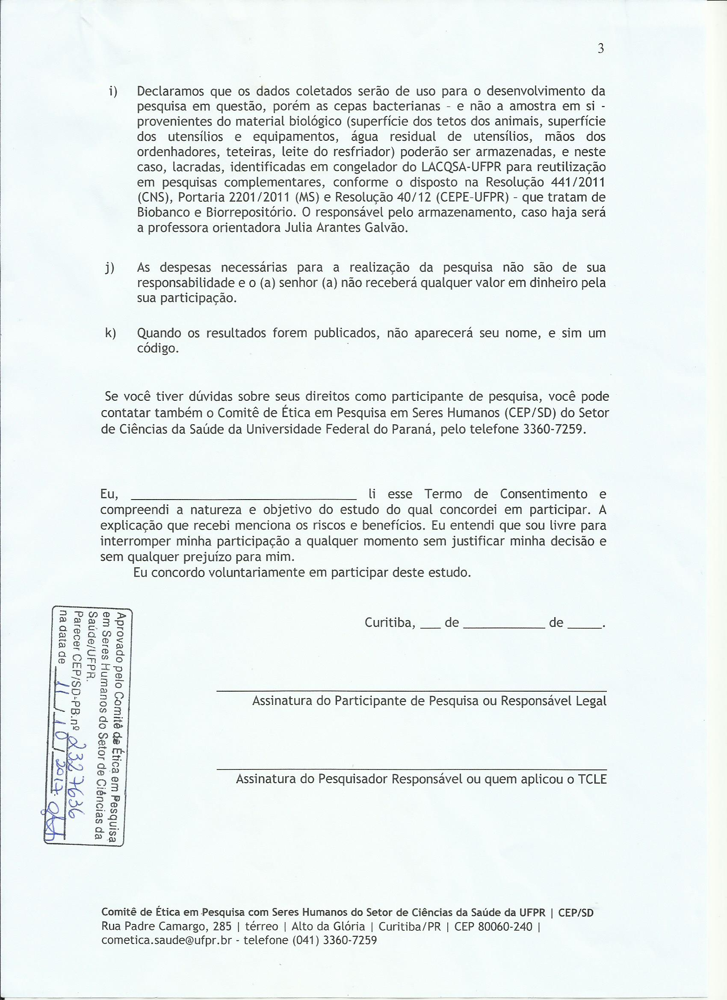 3
i) Declaramos que os dados coletados serão de uso para o desenvolvimento da
pesquisa em questão, porém as cepas bacterianas - e não a amostra em si -
provenientes do material biológico (superfície dos tetos dos animais, superfície
dos utensílios e equipamentos, água residual de utensílios, mãos dos
ordenhadores, teteiras, leite do resfriador) poderão ser armazenadas, e neste
caso, lacradas, identificadas em congelador do LACQSA-UFPR para reutilização
em pesquisas complementares, conforme o disposto na Resolução 441/2011
(CNS), Portaria 2201/2011 (MS) e Resolução 40/12 (CEPE-UFPR) - que tratam de
Biobanco e Biorrepositório. O responsável pelo armazenamento, caso haja será
a professora orientadora Julia Arantes Galvão.
j) As despesas necessárias para a realização da pesquisa não são de sua
responsabilidade e o (a) senhor (a) não receberá qualquer valor em dinheiro pela
sua participação.
k) Quando os resultados forem publicados, não aparecerá seu nome, e sim um
código.
Se você tiver dúvidas sobre seus direitos como participante de pesquisa, você pode
contatar também o Comitê de Ética em Pesquisa em Seres Humanos (CEP/SD) do Setor
de Ciências da Saúde da Universidade Federal do Paraná, pelo telefone 3360-7259.
Eu, ______________________________ li esse Termo de Consentimento e
compreendi a natureza e objetivo do estudo do qual concordei em participar. A
explicação que recebi menciona os riscos e benefícios. Eu entendi que sou livre para
interromper minha participação a qualquer momento sem justificar minha decisão e
sem qualquer prejuízo para mim.
Eu concordo voluntariamente em participar deste estudo.
Curitiba, ___ de ____________ de _____.
Assinatura do Participante de Pesquisa ou Responsável Legal
Assinatura do Pesquisador Responsável ou quem aplicou o TCLE
Aprovado pelo Comitê de Ética em Pesquisa
em Seres Humanos do Setor de Ciências da
Saúde/UFPR.
Parecer CEP/SD-PB.nº 2327636
na data de 11/10/2017
Comitê de Ética em Pesquisa com Seres Humanos do Setor de Ciências da Saúde da UFPR | CEP/SD
Rua Padre Camargo, 285 | térreo | Alto da Glória | Curitiba/PR | CEP 80060-240 |
cometica.saude@ufpr.br - telefone (041) 3360-7259